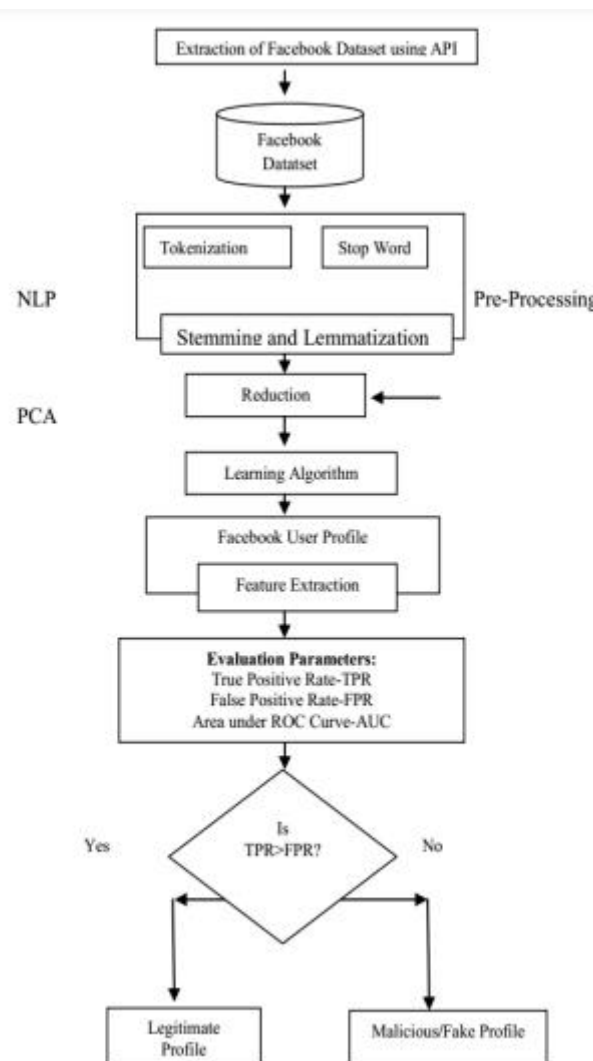 Extraction of Facebook Dataset using API
Facebook
Datatset
Tokenization
Stop Word
NLP
Pre-Processing
Stemming and Lemmatization
Reduction
PCA
Learning Algorithm
Facebook User Profile
Feature Extraction
Evaluation Parameters:
True Positive Rate-TPR
False Positive Rate-FPR
Area under ROC Curve-AUC
Is
TPR>FPR?
Yes
No
Legitimate
Profile
Malicious/Fake Profile